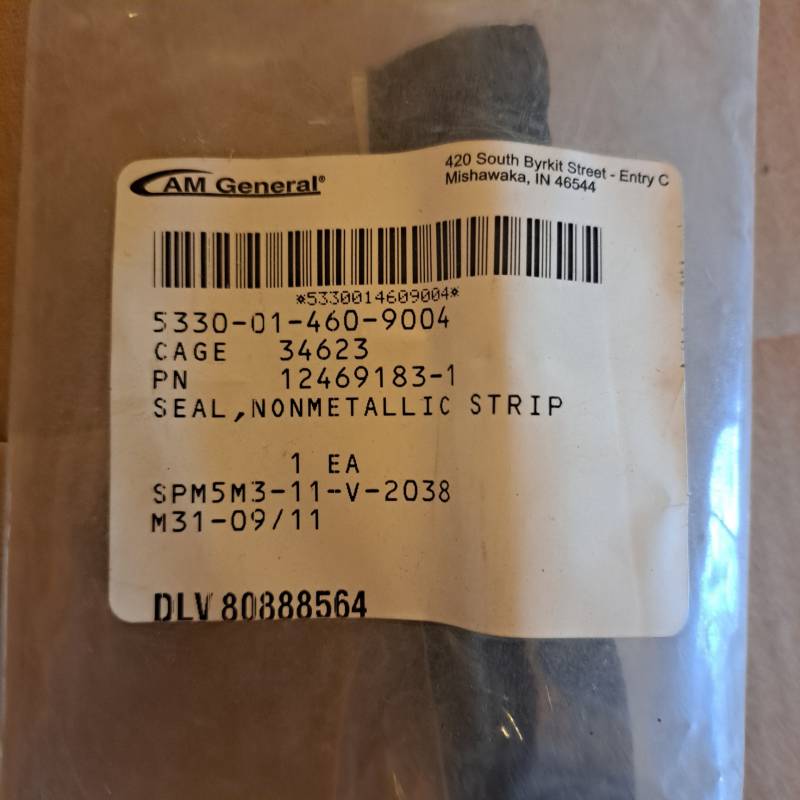 AM General®
420 South Byrkit Street - Entry C
Mishawaka, IN 46544
*5330014609004*
5330-01-460-9004
CAGE 34623
PN 12469183-1
SEAL,NONMETALLIC STRIP
1 EA
SPM5M3-11-V-2038
M31-09/11
DLV 80888564